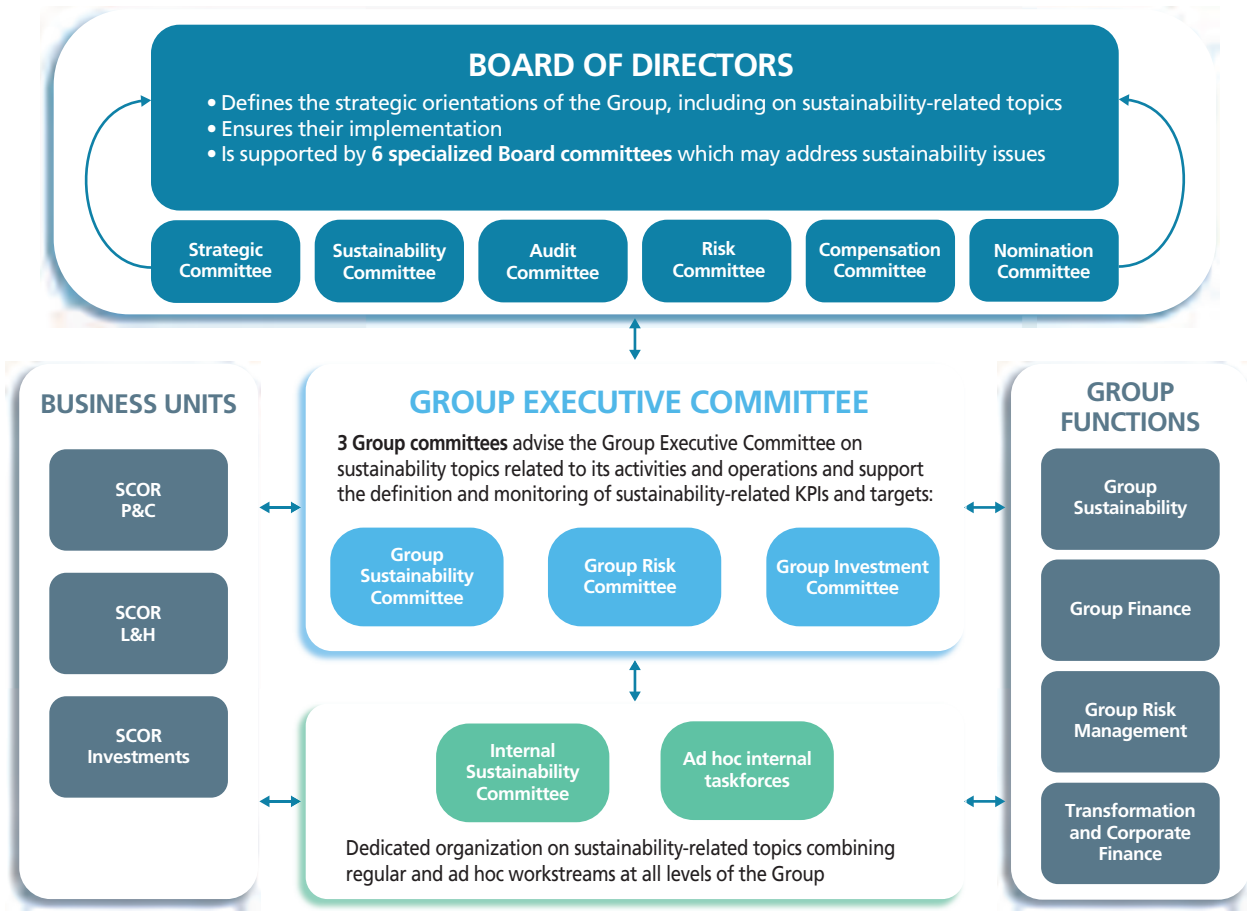 BOARD OF DIRECTORS
• Defines the strategic orientations of the Group, including on sustainability-related topics
• Ensures their implementation
• Is supported by 6 specialized Board committees which may address sustainability issues
Strategic
Committee
Sustainability
Committee
Audit
Committee
Risk
Committee
Compensation
Committee
Nomination
Committee
BUSINESS UNITS
SCOR
P&C
SCOR
L&H
SCOR
Investments
GROUP EXECUTIVE COMMITTEE
3 Group committees advise the Group Executive Committee on
sustainability topics related to its activities and operations and support
the definition and monitoring of sustainability-related KPIs and targets:
Group
Sustainability
Committee
Group Risk
Committee
Group Investment
Committee
Internal
Sustainability
Committee
Ad hoc internal
taskforces
Dedicated organization on sustainability-related topics combining
regular and ad hoc workstreams at all levels of the Group
GROUP
FUNCTIONS
Group
Sustainability
Group Finance
Group Risk
Management
Transformation
and Corporate
Finance